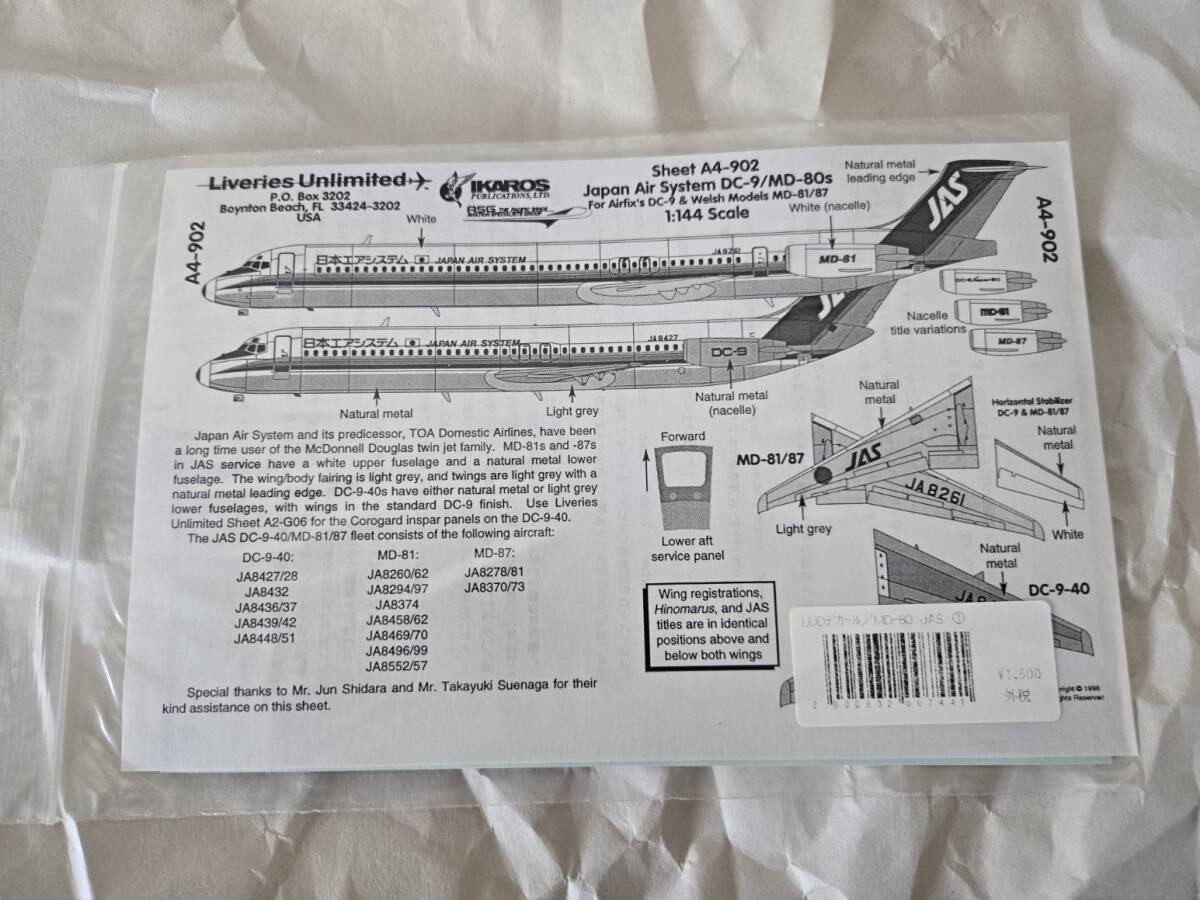 Liveries Unlimited
P.O. Box 3202
Boynton Beach, FL 33424-3202
USA
IKAROS
PUBLICATIONS, LTD.
ASG
Sheet A4-902
Japan Air System DC-9/MD-80s
For Airfix's DC-9 & Welsh Models MD-81/87
1:144 Scale
A4-902
A4-902
White
White (nacelle)
Natural metal
leading edge
JAS
日本エアシステム JAPAN AIR SYSTEM
JA8261
MD-81
日本エアシステム JAPAN AIR SYSTEM
JA8427
DC-9
Nacelle
title variations
MD-81
MD-87
Natural metal
Light grey
Natural metal
(nacelle)
Japan Air System and its predicessor, TOA Domestic Airlines, have been
a long time user of the McDonnell Douglas twin jet family. MD-81s and -87s
in JAS service have a white upper fuselage and a natural metal lower
fuselage. The wing/body fairing is light grey, and twings are light grey with a
natural metal leading edge. DC-9-40s have either natural metal or light grey
lower fuselages, with wings in the standard DC-9 finish. Use Liveries
Unlimited Sheet A2-G06 for the Corogard inspar panels on the DC-9-40.
The JAS DC-9-40/MD-81/87 fleet consists of the following aircraft:
DC-9-40:
JA8427/28
JA8432
JA8436/37
JA8439/42
JA8448/51
MD-81:
JA8260/62
JA8294/97
JA8374
JA8458/62
JA8469/70
JA8496/99
JA8552/57
MD-87:
JA8278/81
JA8370/73
Special thanks to Mr. Jun Shidara and Mr. Takayuki Suenaga for their
kind assistance on this sheet.
Forward
Lower aft
service panel
MD-81/87
Natural
metal
JAS
JA8261
Light grey
Horizontal Stabilizer
DC-9 & MD-81/87
Natural
metal
White
Natural
metal
DC-9-40
Wing registrations,
Hinomarus, and JAS
titles are in identical
positions above and
below both wings
LUDデカール/MD-80 JAS ①
¥1,500
外税
1998
Rights Reserved